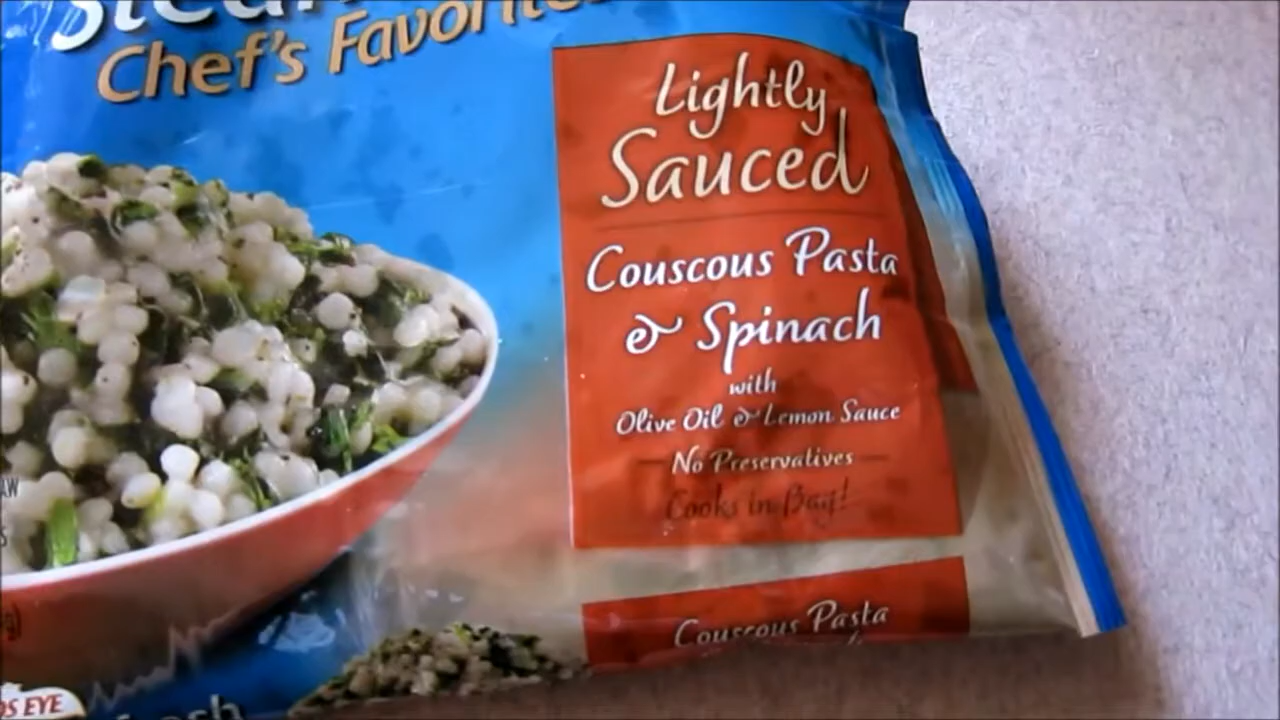 Chef's Favorites
Lightly
Sauced
Couscous Pasta
& Spinach
with
Olive Oil & Lemon Sauce
No Preservatives
Cooks in Bag!
Couscous Pasta
EYE